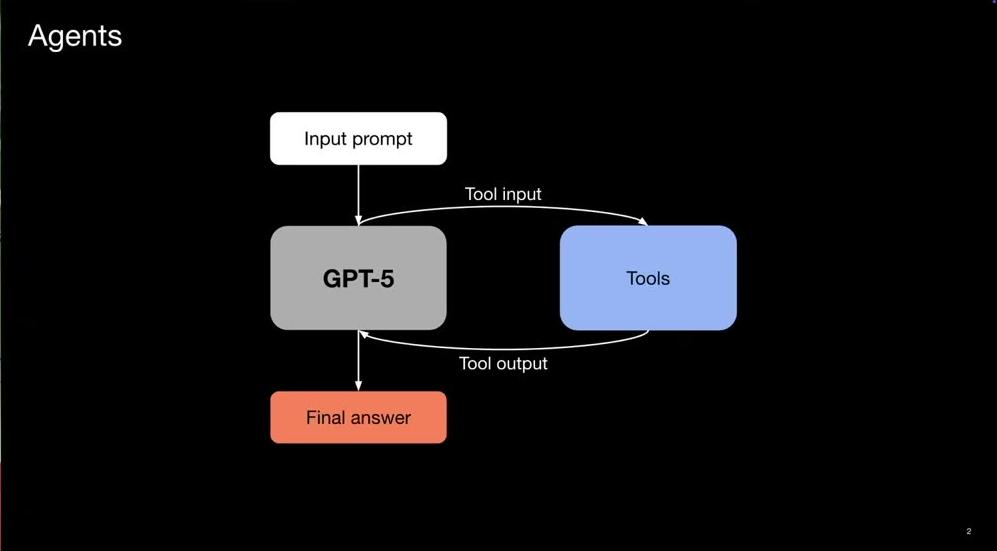 Agents
Input prompt
Tool input
GPT-5
Tools
Tool output
Final answer
2